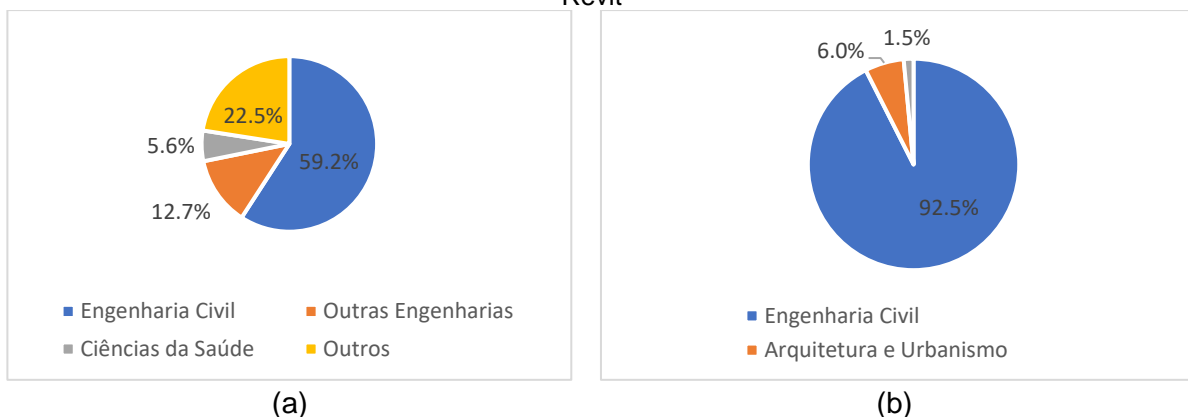 Revit
22.5%
5.6%
59.2%
12.7%
Engenharia Civil
Outras Engenharias
Ciências da Saúde
Outros
(a)
1.5%
6.0%
92.5%
Engenharia Civil
Arquitetura e Urbanismo
(b)